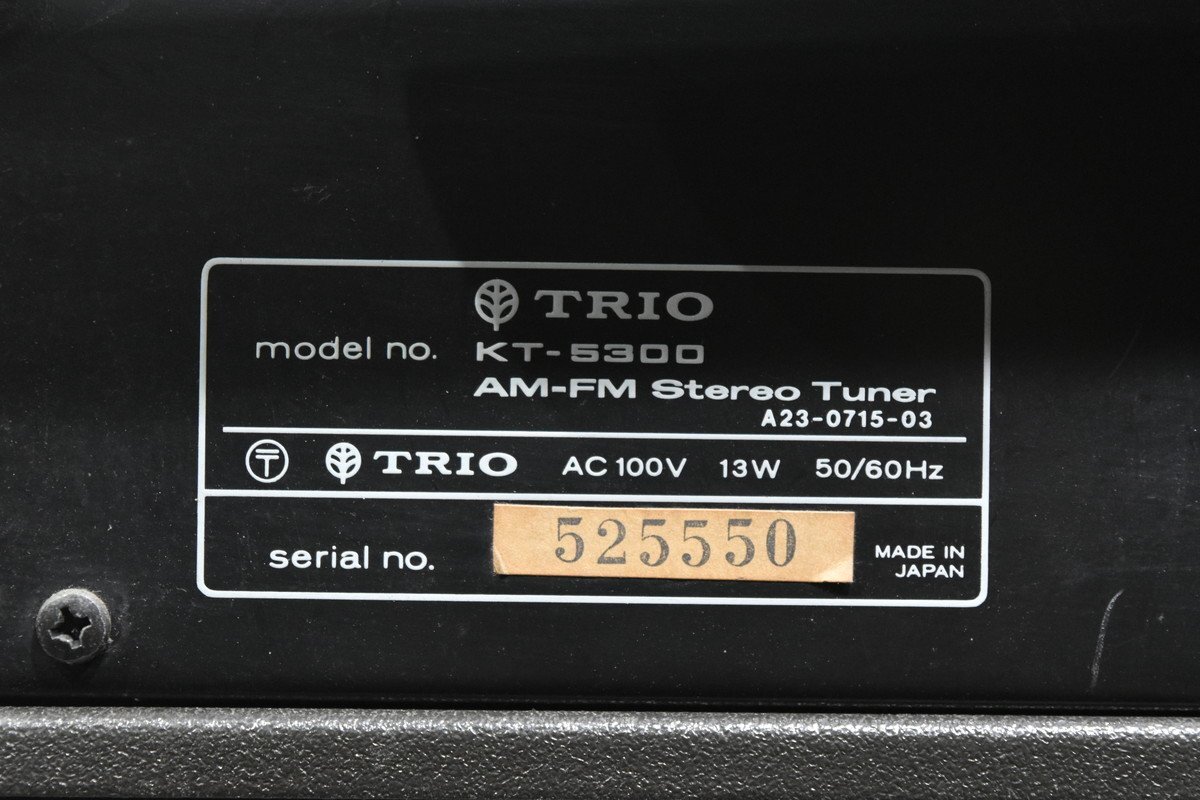 TRIO
model no. KT-5300
AM-FM Stereo Tuner
A23-0715-03
〒 TRIO AC 100V 13W 50/60Hz
serial no. 525550 MADE IN
JAPAN